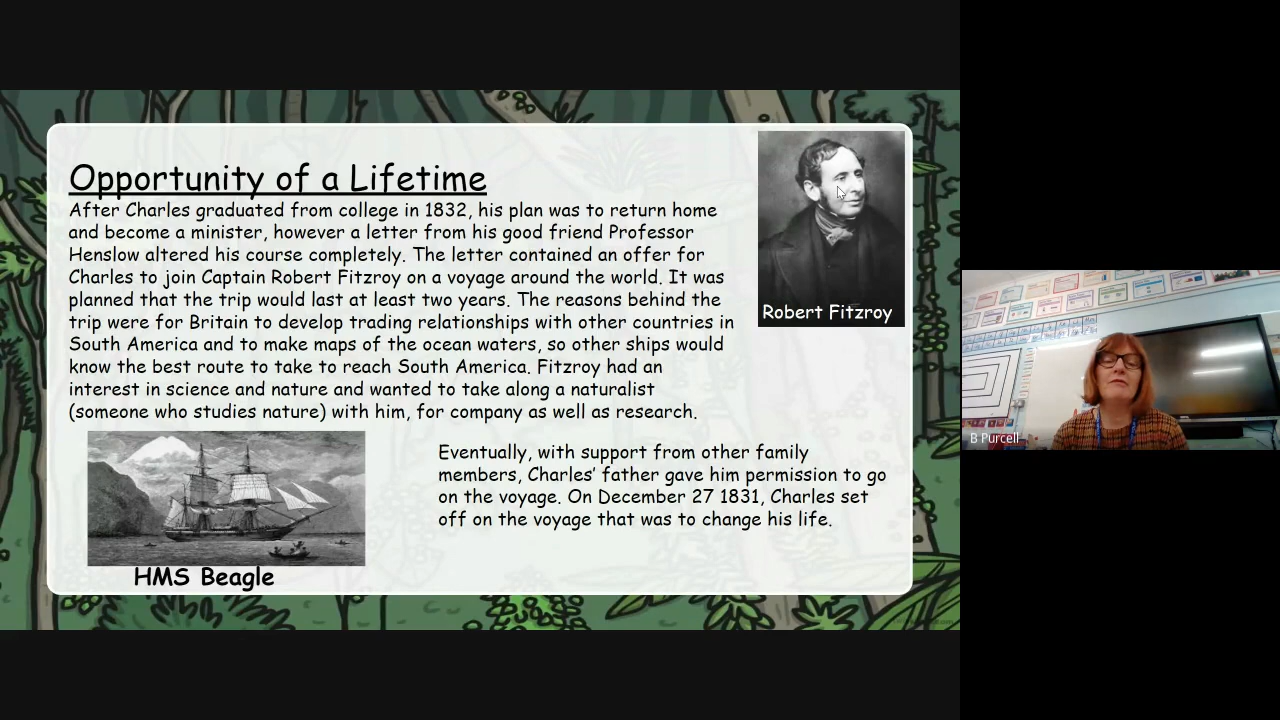 Opportunity of a Lifetime
After Charles graduated from college in 1832, his plan was to return home
and become a minister, however a letter from his good friend Professor
Henslow altered his course completely. The letter contained an offer for
Charles to join Captain Robert Fitzroy on a voyage around the world. It was
planned that the trip would last at least two years. The reasons behind the
trip were for Britain to develop trading relationships with other countries in
South America and to make maps of the ocean waters, so other ships would
know the best route to take to reach South America. Fitzroy had an
interest in science and nature and wanted to take along a naturalist
(someone who studies nature) with him, for company as well as research.
Robert Fitzroy
Eventually, with support from other family
members, Charles’ father gave him permission to go
on the voyage. On December 27 1831, Charles set
off on the voyage that was to change his life.
HMS Beagle
B Purcell